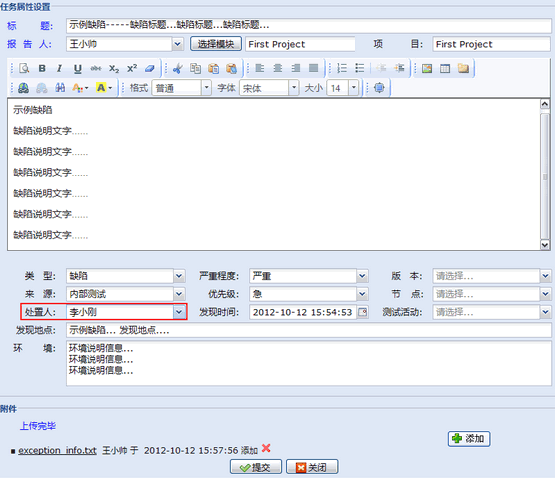 任务属性设置
标 题: 示例缺陷-----缺陷标题...缺陷标题...缺陷标题...
报 告 人: 王小帅 选择模块 First Project 项 目: First Project
B I U abc X₂ X²
A A 格式 普通 字体 宋体 大小 14
示例缺陷
缺陷说明文字......
缺陷说明文字......
缺陷说明文字......
缺陷说明文字......
缺陷说明文字......
缺陷说明文字......
类 型: 缺陷 严重程度: 严重 版 本: 请选择...
来 源: 内部测试 优先级: 急 节 点: 请选择...
处置人: 李小刚 发现时间: 2012-10-12 15:54:53 测试活动: 请选择...
发现地点: 示例缺陷... 发现地点....
环 境: 环境说明信息...
环境说明信息...
环境说明信息...
附件
上传完毕
添加
exception_info.txt 王小帅 于 2012-10-12 15:57:56 添加
提交 关闭